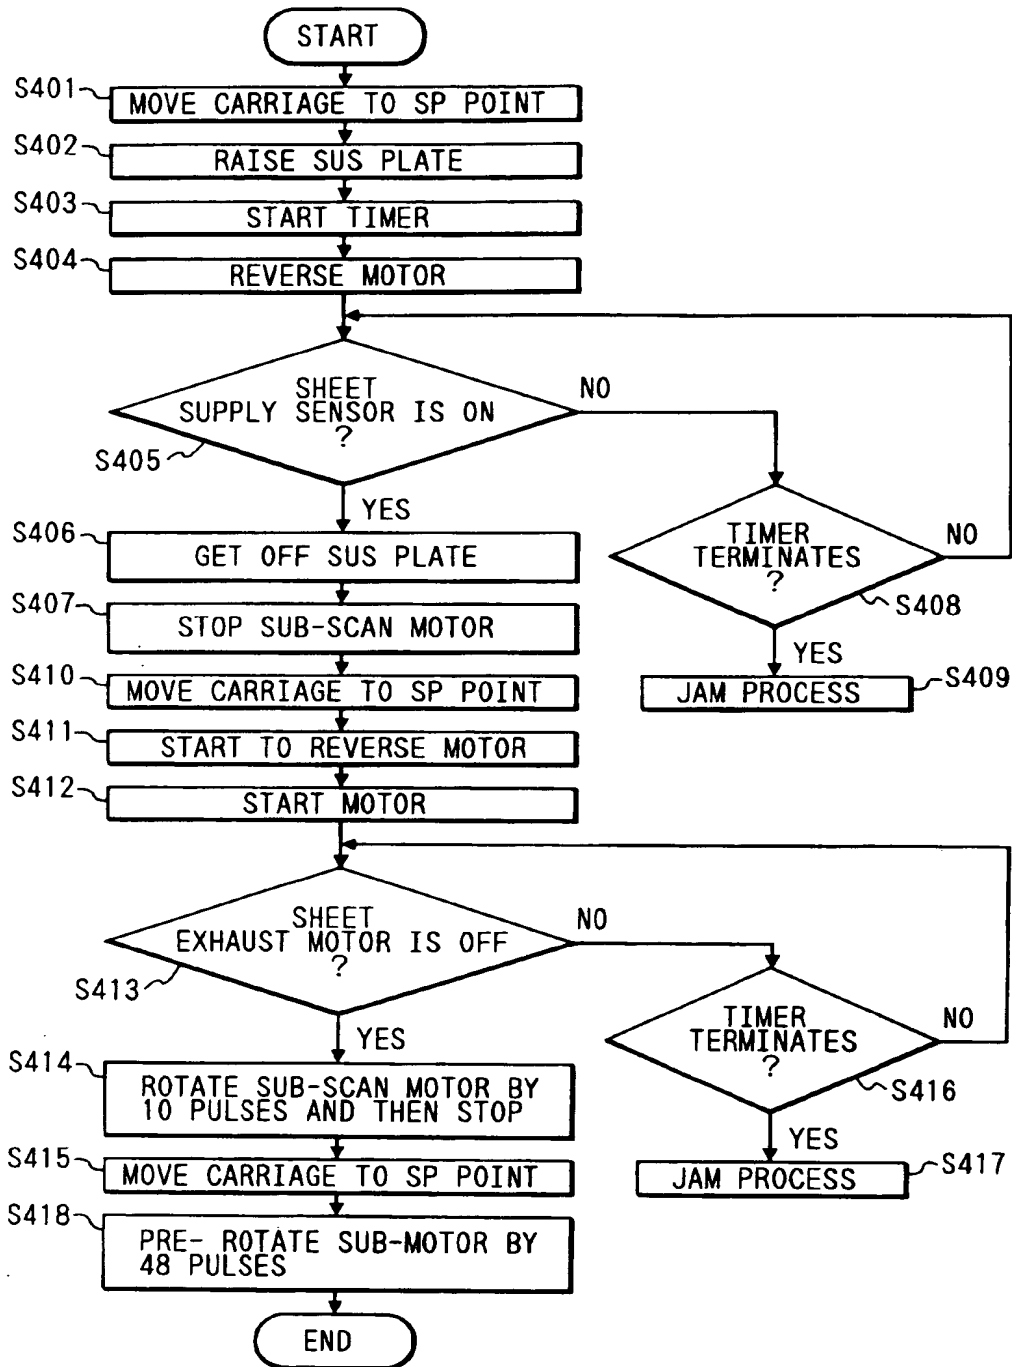 START
S401
MOVE CARRIAGE TO SP POINT
S402
RAISE SUS PLATE
S403
START TIMER
S404
REVERSE MOTOR
SHEET
SUPPLY SENSOR IS ON
?
NO
S405
YES
TIMER
TERMINATES
?
NO
S408
YES
S409
JAM PROCESS
S406
GET OFF SUS PLATE
S407
STOP SUB-SCAN MOTOR
S410
MOVE CARRIAGE TO SP POINT
S411
START TO REVERSE MOTOR
S412
START MOTOR
SHEET
EXHAUST MOTOR IS OFF
?
NO
S413
YES
TIMER
TERMINATES
?
NO
S416
YES
S417
JAM PROCESS
S414
ROTATE SUB-SCAN MOTOR BY
10 PULSES AND THEN STOP
S415
MOVE CARRIAGE TO SP POINT
S418
PRE- ROTATE SUB-MOTOR BY
48 PULSES
END